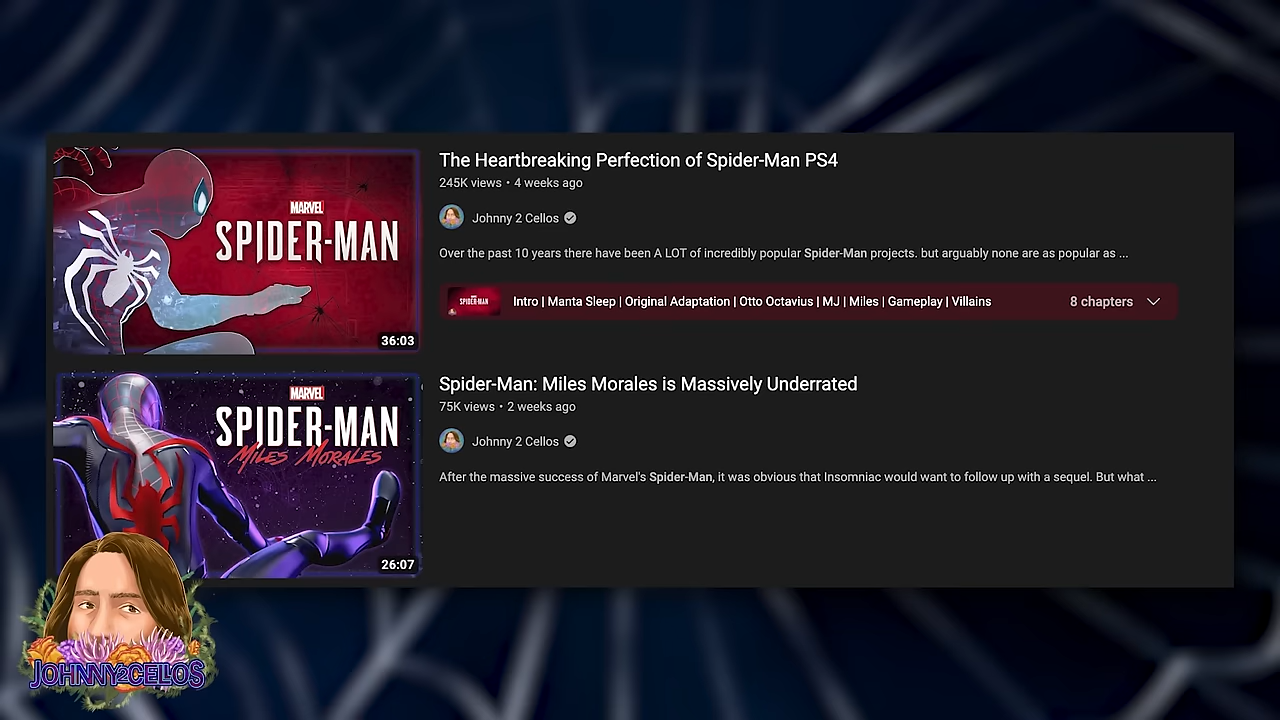 MARVEL
SPIDER-MAN
36:03
The Heartbreaking Perfection of Spider-Man PS4
245K views • 4 weeks ago
Johnny 2 Cellos
Over the past 10 years there have been A LOT of incredibly popular Spider-Man projects. but arguably none are as popular as ...
SPIDER-MAN
Intro | Manta Sleep | Original Adaptation | Otto Octavius | MJ | Miles | Gameplay | Villains
8 chapters
MARVEL
SPIDER-MAN
MILES MORALES
26:07
Spider-Man: Miles Morales is Massively Underrated
75K views • 2 weeks ago
Johnny 2 Cellos
After the massive success of Marvel's Spider-Man, it was obvious that Insomniac would want to follow up with a sequel. But what ...
JOHNNY2CELLOS